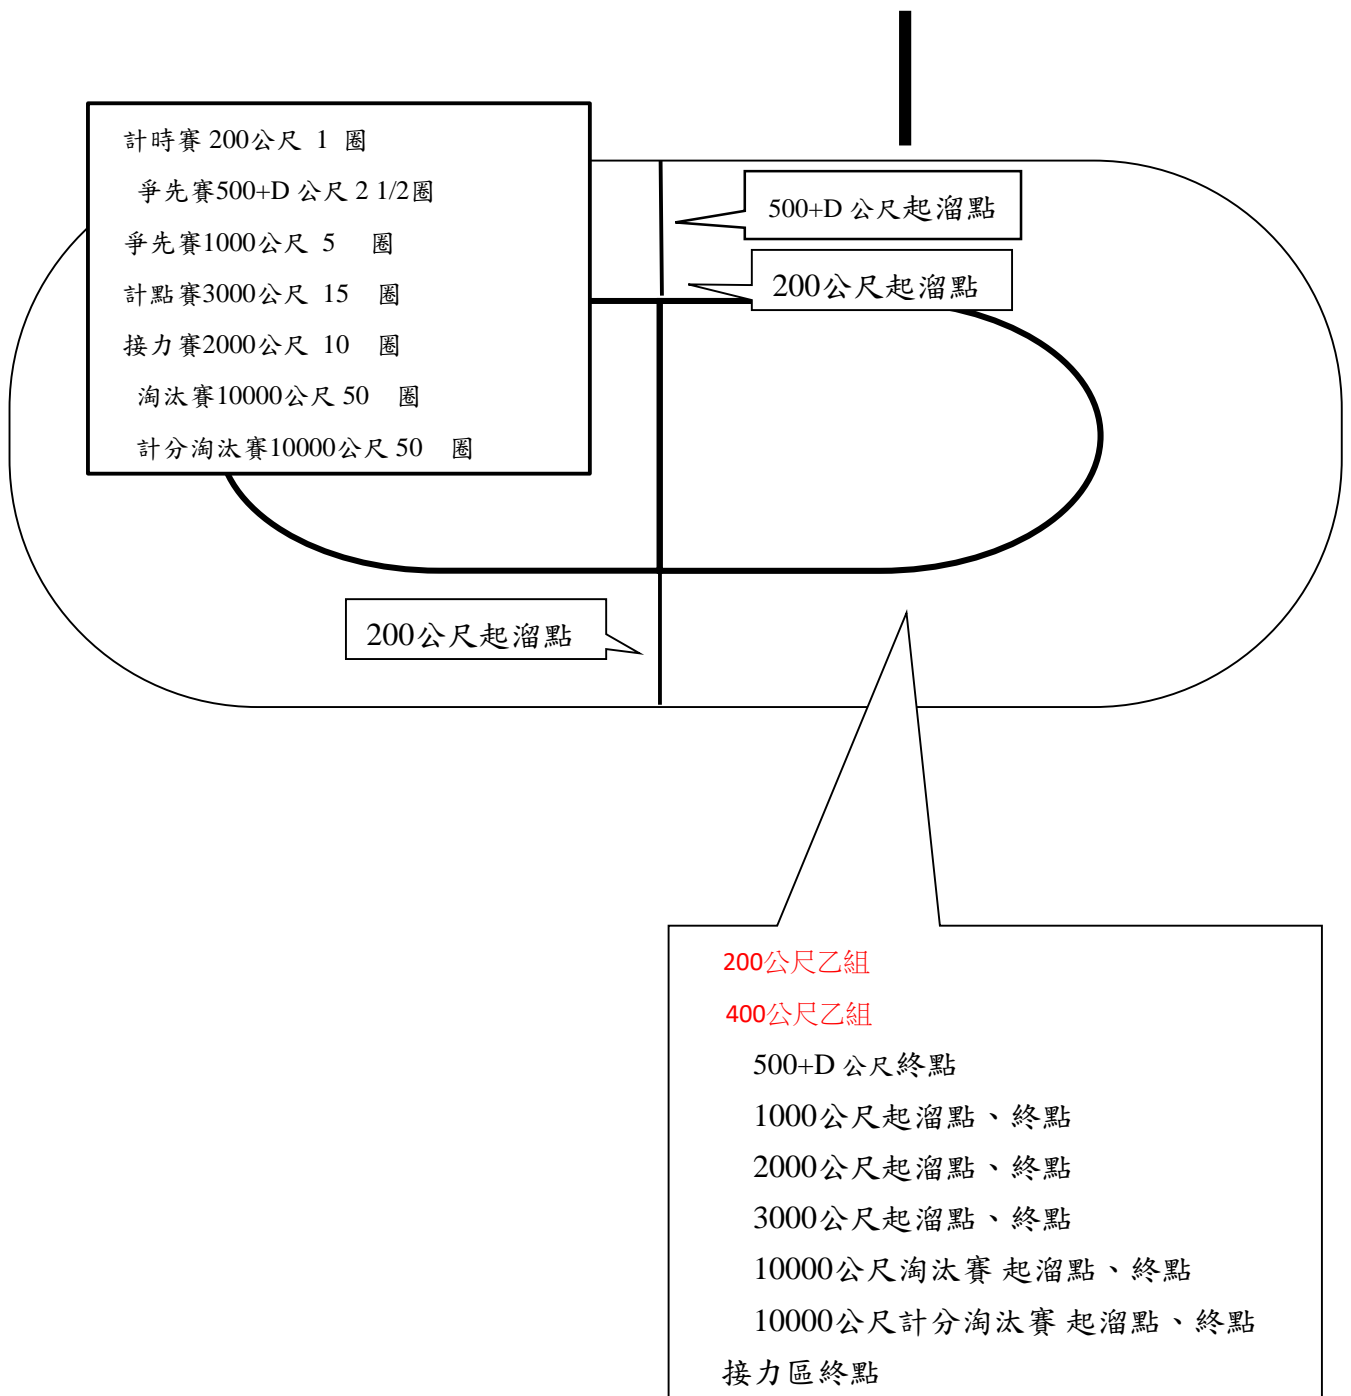 計時賽 200公尺 1 圈
爭先賽500+D 公尺 2 1/2圈
爭先賽1000公尺 5 圈
計點賽3000公尺 15 圈
接力賽2000公尺 10 圈
淘汰賽10000公尺 50 圈
計分淘汰賽10000公尺 50 圈
500+D 公尺起溜點
200公尺起溜點
200公尺起溜點
200公尺乙組
400公尺乙組
500+D 公尺終點
1000公尺起溜點、終點
2000公尺起溜點、終點
3000公尺起溜點、終點
10000公尺淘汰賽 起溜點、終點
10000公尺計分淘汰賽 起溜點、終點
接力區終點